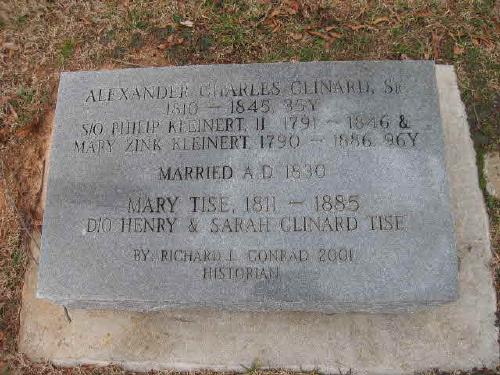 ALEXANDER CHARLES CLINARD, Sr.
1810 - 1845, 35Y
S/O PHILIP KLEINERT, II 1791 - 1846 &
MARY ZINK KLEINERT 1790 - 1886, 96Y
MARRIED A.D 1830
MARY TISE, 1811 - 1885
D/O HENRY & SARAH CLINARD TISE
BY: RICHARD L. CONRAD 2001
HISTORIAN